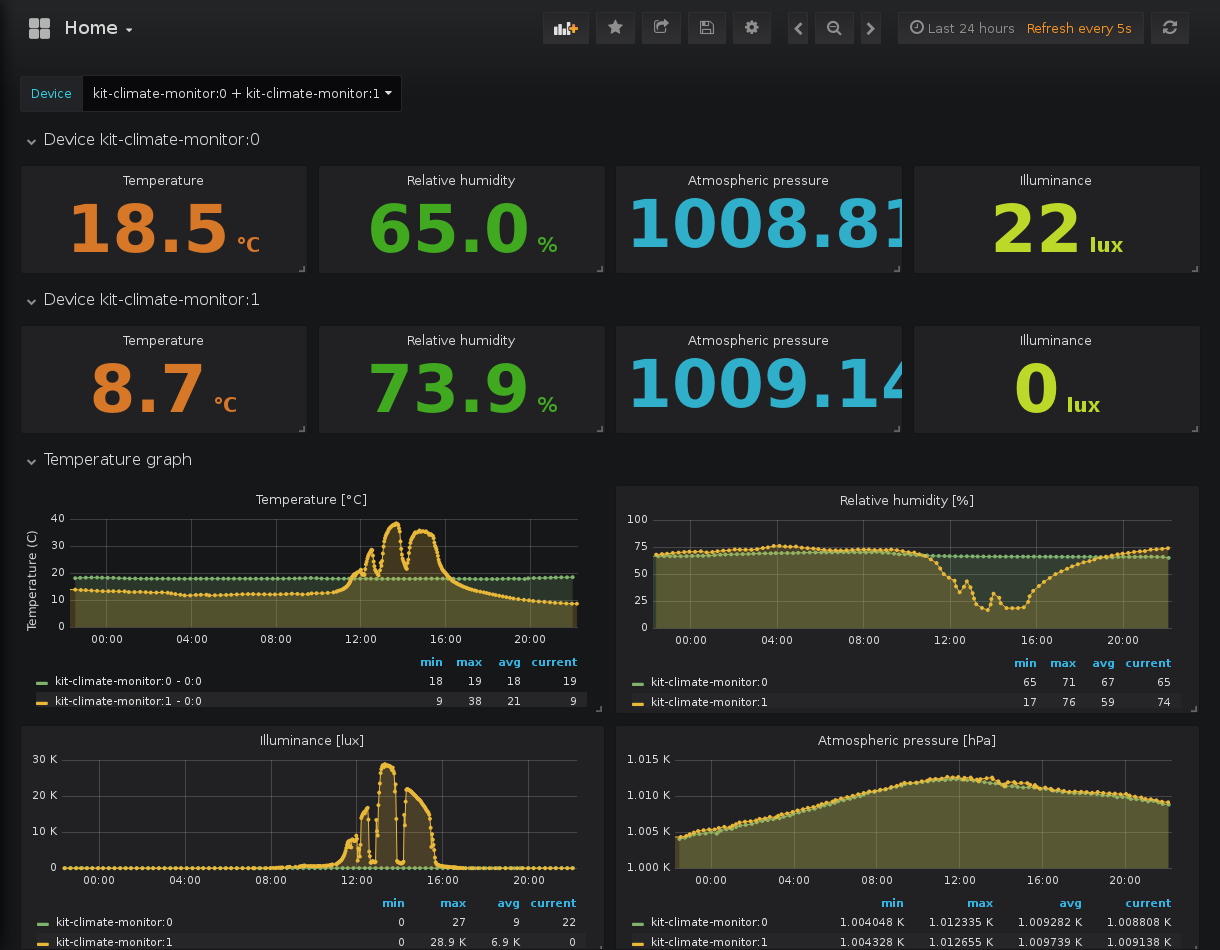 Home
Last 24 hours Refresh every 5s
Device kit-climate-monitor:0 + kit-climate-monitor:1
Device kit-climate-monitor:0
Temperature Relative humidity Atmospheric pressure Illuminance
18.5 °C 65.0 % 1008.81 22 lux
Device kit-climate-monitor:1
Temperature Relative humidity Atmospheric pressure Illuminance
8.7 °C 73.9 % 1009.14 0 lux
Temperature graph
Temperature [°C]
Temperature (C)
40
30
20
10
0
00:00 04:00 08:00 12:00 16:00 20:00
min max avg current
kit-climate-monitor:0 - 0:0 18 19 18 19
kit-climate-monitor:1 - 0:0 9 38 21 9
Relative humidity [%]
100
75
50
25
0
00:00 04:00 08:00 12:00 16:00 20:00
min max avg current
kit-climate-monitor:0 65 71 67 65
kit-climate-monitor:1 17 76 59 74
Illuminance [lux]
30 K
20 K
10 K
0
00:00 04:00 08:00 12:00 16:00 20:00
min max avg current
kit-climate-monitor:0 0 27 9 22
kit-climate-monitor:1 0 28.9 K 6.9 K 0
Atmospheric pressure [hPa]
1.015 K
1.010 K
1.005 K
1.000 K
00:00 04:00 08:00 12:00 16:00 20:00
min max avg current
kit-climate-monitor:0 1.004048 K 1.012335 K 1.009282 K 1.008808 K
kit-climate-monitor:1 1.004328 K 1.012655 K 1.009739 K 1.009138 K